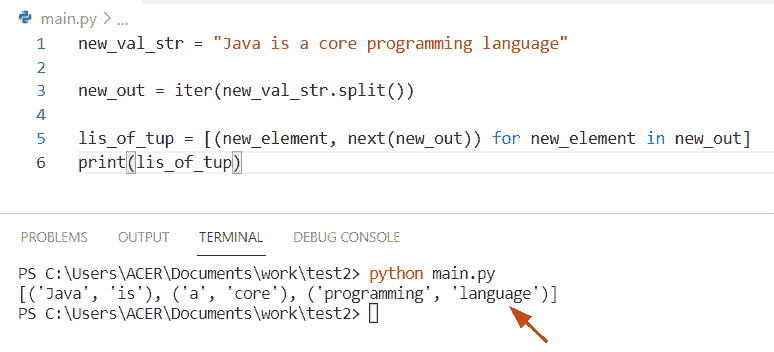 main.py > ...
1 new_val_str = "Java is a core programming language"
2
3 new_out = iter(new_val_str.split())
4
5 lis_of_tup = [(new_element, next(new_out)) for new_element in new_out]
6 print(lis_of_tup)
PROBLEMS OUTPUT TERMINAL DEBUG CONSOLE
PS C:\Users\ACER\Documents\work\test2> python main.py
[('Java', 'is'), ('a', 'core'), ('programming', 'language')]
PS C:\Users\ACER\Documents\work\test2>